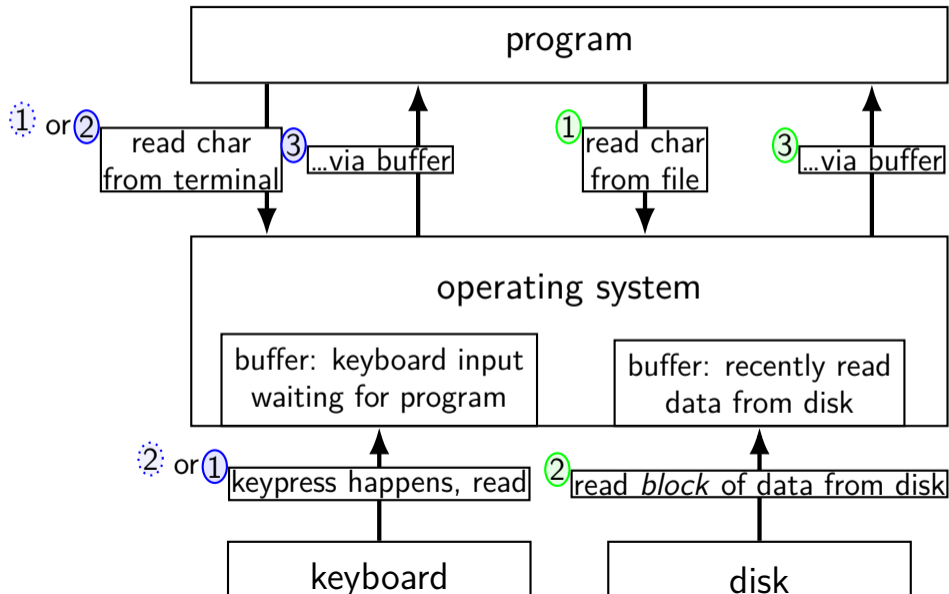 program
1 or 2
read char
from terminal
3
...via buffer
1
read char
from file
3
...via buffer
operating system
buffer: keyboard input
waiting for program
buffer: recently read
data from disk
2 or 1
keypress happens, read
2
read block of data from disk
keyboard
disk